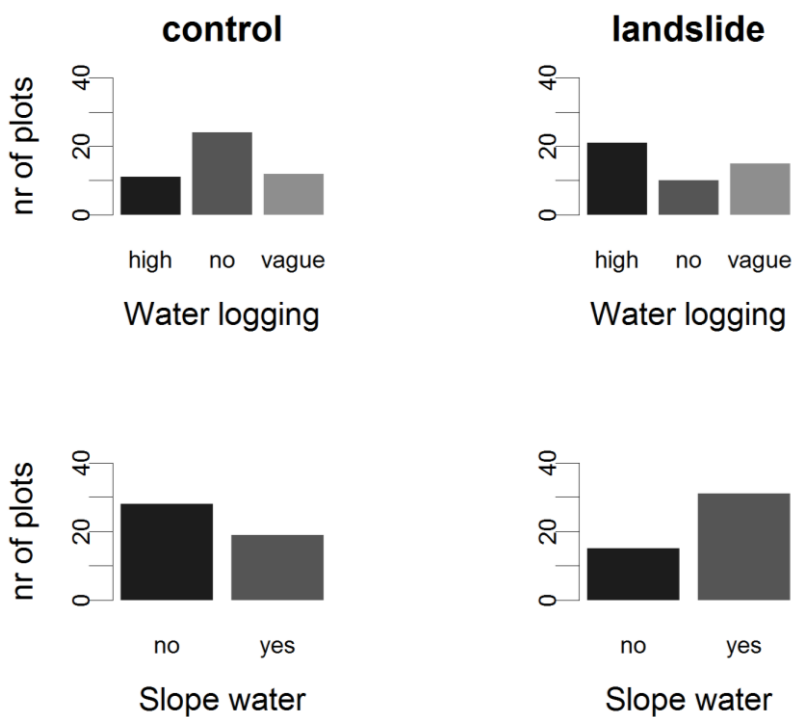 control
landslide
nr of plots
40
20
0
high no vague
Water logging
40
20
0
high no vague
Water logging
nr of plots
40
20
0
no yes
Slope water
40
20
0
no yes
Slope water